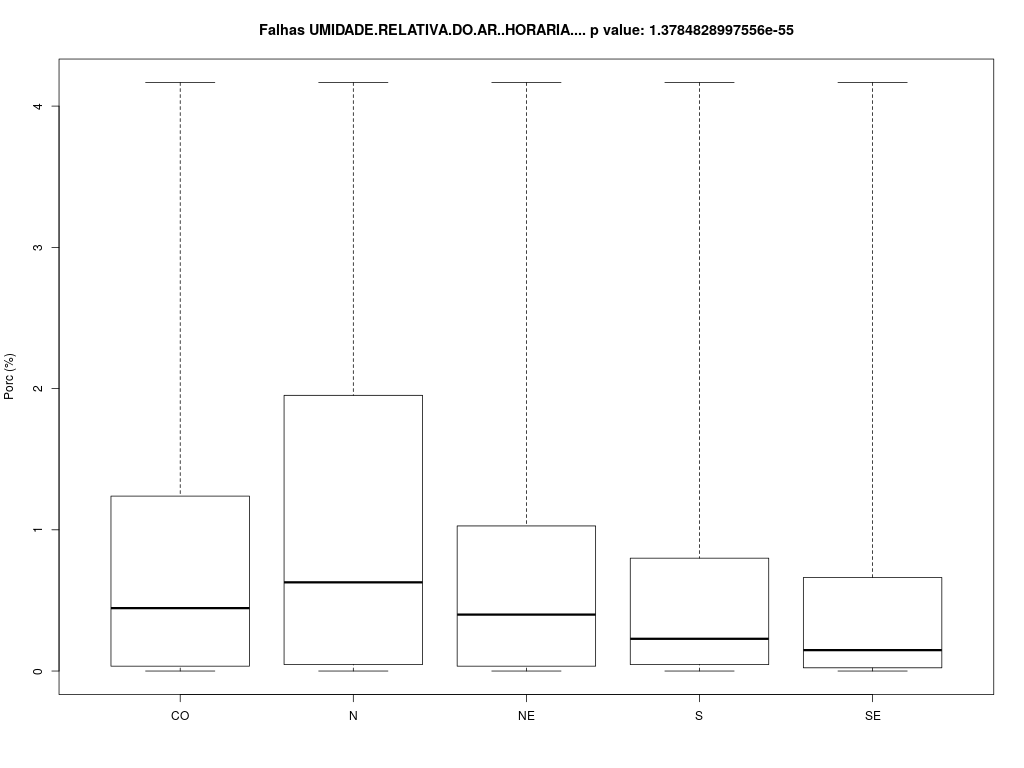 Falhas UMIDADE.RELATIVA.DO.AR..HORARIA.... p value: 1.3784828997556e-55
4
3
2
1
0
Porc (%)
CO N NE S SE